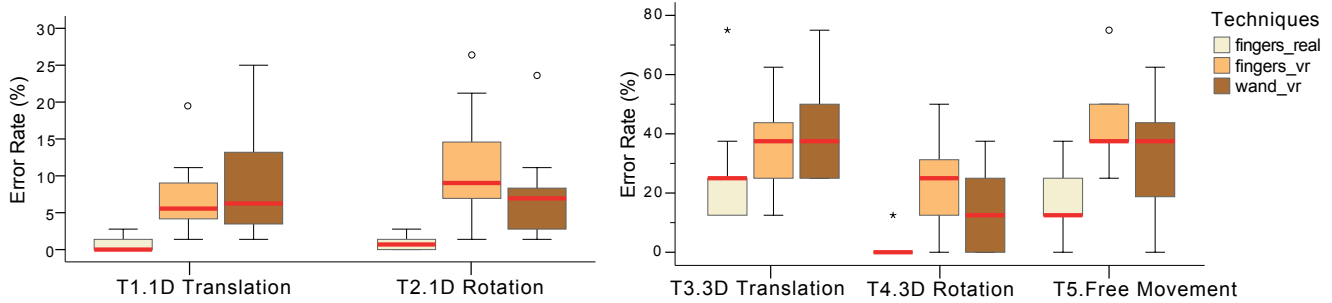 30
25
20
15
10
5
0
Error Rate (%)
T1.1D Translation
T2.1D Rotation
80
60
40
20
0
Error Rate (%)
T3.3D Translation
T4.3D Rotation
T5.Free Movement
Techniques
fingers_real
fingers_vr
wand_vr